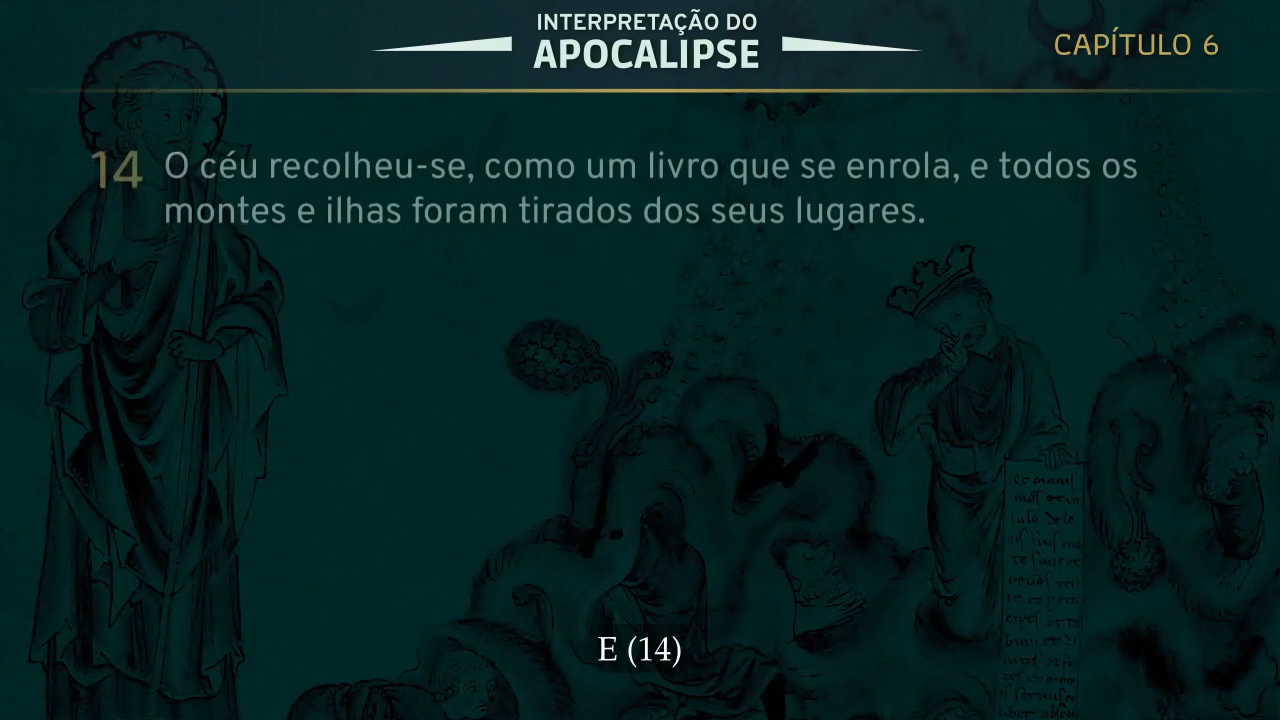 INTERPRETAÇÃO DO
APOCALIPSE
CAPÍTULO 6
14 O céu recolheu-se, como um livro que se enrola, e todos os
montes e ilhas foram tirados dos seus lugares.
E (14)